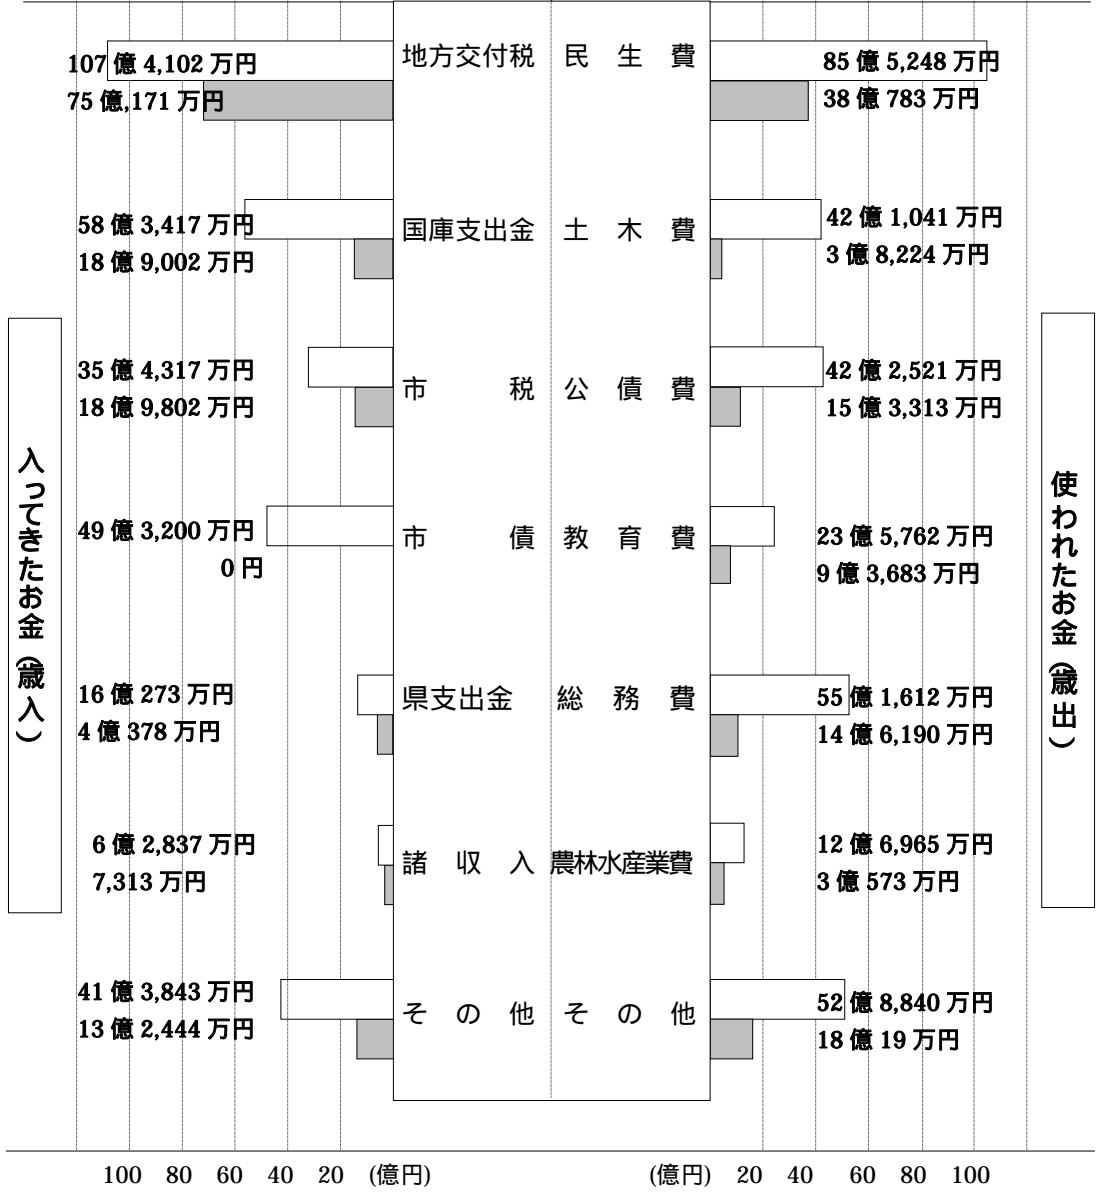 107 億 4,102 万円 地方交付税 民生費 85 億 5,248 万円
75 億,171 万円 38 億 783 万円
58 億 3,417 万円 国庫支出金 土木費 42 億 1,041 万円
18 億 9,002 万円 3 億 8,224 万円
35 億 4,317 万円 市税 公債費 42 億 2,521 万円
18 億 9,802 万円 15 億 3,313 万円
49 億 3,200 万円 市債 教育費 23 億 5,762 万円
0 円 9 億 3,683 万円
16 億 273 万円 県支出金 総務費 55 億 1,612 万円
4 億 378 万円 14 億 6,190 万円
6 億 2,837 万円 諸収入 農林水産業費 12 億 6,965 万円
7,313 万円 3 億 573 万円
41 億 3,843 万円 その他 その他 52 億 8,840 万円
13 億 2,444 万円 18 億 19 万円
入ってきたお金（歳入）
使われたお金（歳出）
100 80 60 40 20 (億円) (億円) 20 40 60 80 100